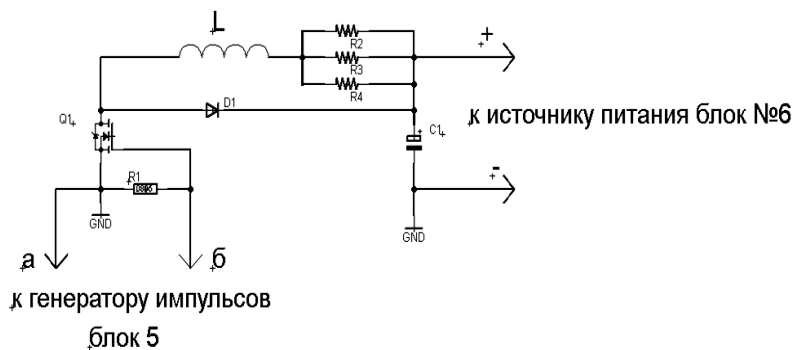 L
R2
R3
R4
+
D1
Q1
C1
+
к источнику питания блок №6
R1
-
GND
GND
а
б
к генератору импульсов
блок 5